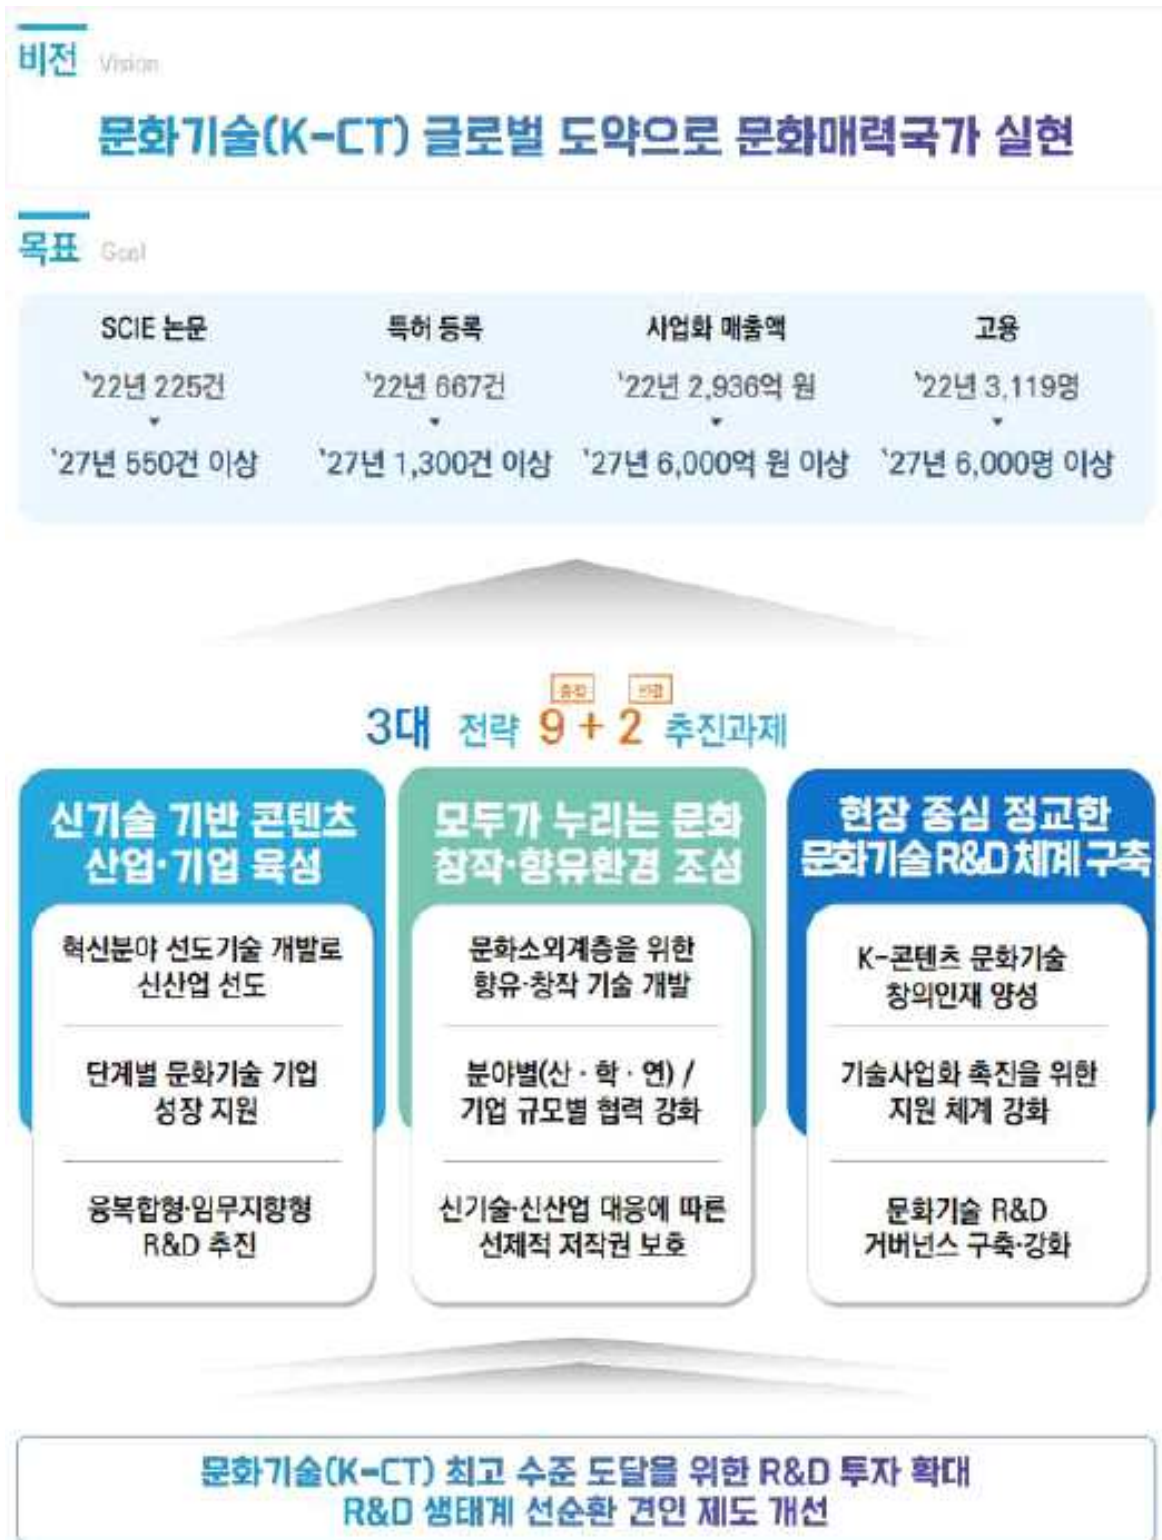 비전 Vision
문화기술(K-CT) 글로벌 도약으로 문화매력국가 실현
목표 Goal
SCIE 논문
'22년 225건
'27년 550건 이상
특허 등록
'22년 667건
'27년 1,300건 이상
사업화 매출액
'22년 2,936억 원
'27년 6,000억 원 이상
고용
'22년 3,119명
'27년 6,000명 이상
3대 전략 9 + 2 추진과제
신기술 기반 콘텐츠
산업·기업 육성
혁신분야 선도기술 개발로
신산업 선도
단계별 문화기술 기업
성장 지원
융복합형·임무지향형
R&D 추진
모두가 누리는 문화
창작·향유환경 조성
문화소외계층을 위한
향유·창작 기술 개발
분야별(산·학·연) /
기업 규모별 협력 강화
신기술·신산업 대응에 따른
선제적 저작권 보호
현장 중심 정교한
문화기술 R&D 체계 구축
K-콘텐츠 문화기술
창의인재 양성
기술사업화 촉진을 위한
지원 체계 강화
문화기술 R&D
거버넌스 구축·강화
문화기술(K-CT) 최고 수준 도달을 위한 R&D 투자 확대
R&D 생태계 선순환 견인 제도 개선